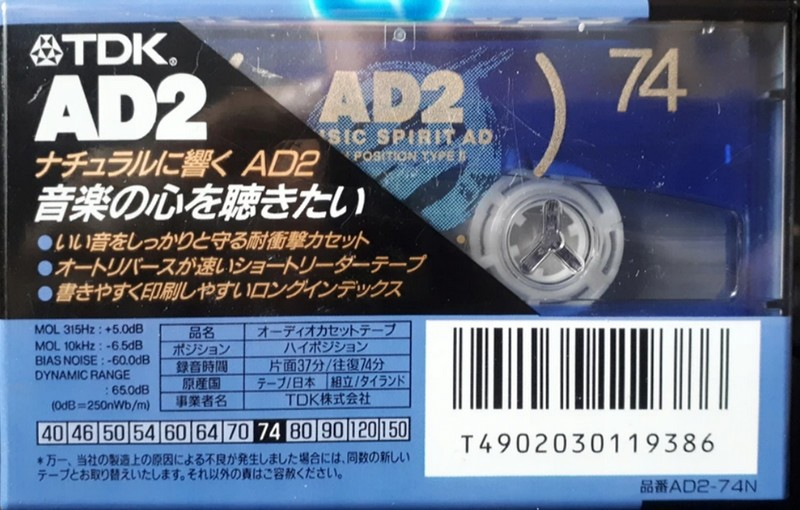 TDK®
AD2
ナチュラルに響く AD2
音楽の心を聴きたい
●いい音をしっかりと守る耐衝撃カセット
●オートリバースが速いショートリーダーテープ
●書きやすく印刷しやすいロングインデックス
AD2
SIC SPIRIT AD
POSITION TYPE II
74
MOL 315Hz : +5.0dB
MOL 10kHz : -6.5dB
BIAS NOISE : -60.0dB
DYNAMIC RANGE
: 65.0dB
(0dB=250nWb/m)
品名 オーディオカセットテープ
ポジション ハイポジション
録音時間 片面37分/往復74分
原産国 テープ/日本 組立/タイランド
事業者名 TDK株式会社
40 46 50 54 60 64 70 74 80 90 120 150
*万一、当社の製造上の原因による不良が発生しました場合には、同数の新しい
テープとお取り替えいたします。それ以外の責はご容赦ください。
T4902030119386
品番AD2-74N